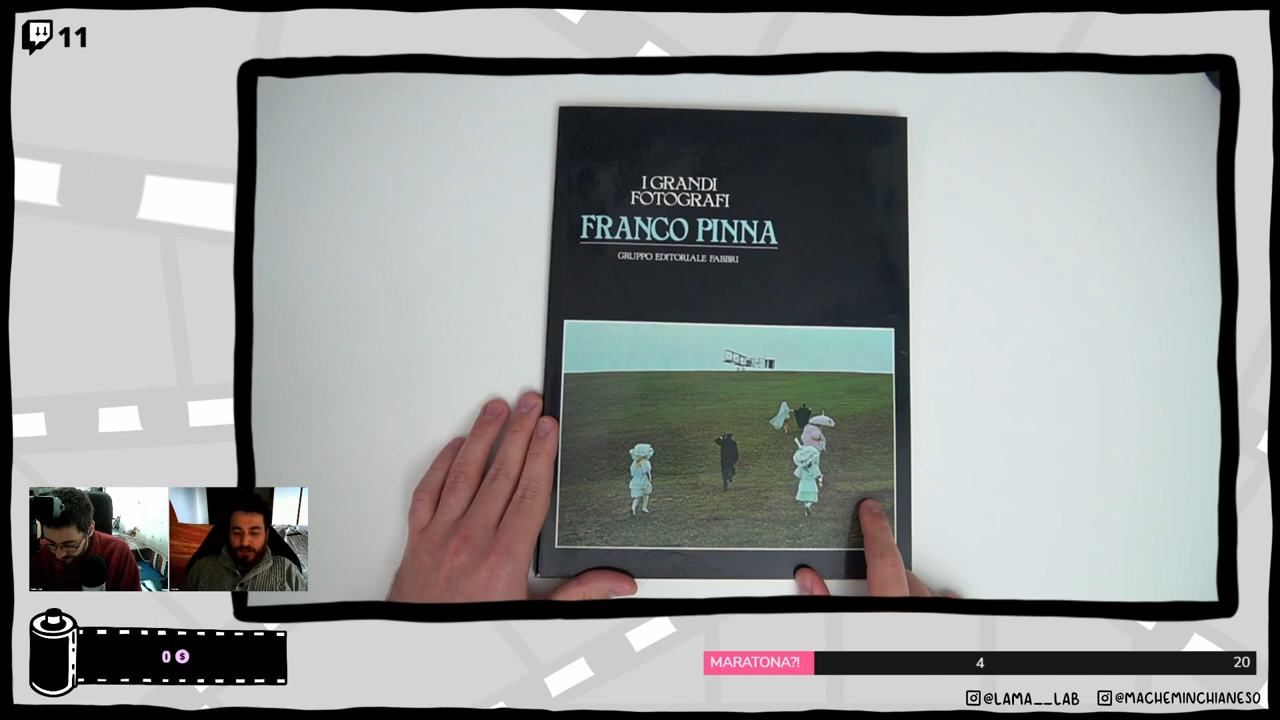 11
I GRANDI
FOTOGRAFI
FRANCO PINNA
GRUPPO EDITORIALE FABBRI
0 $
MARATONA?! 4 20
@LAMA__LAB @MACHEMINCHIANESO